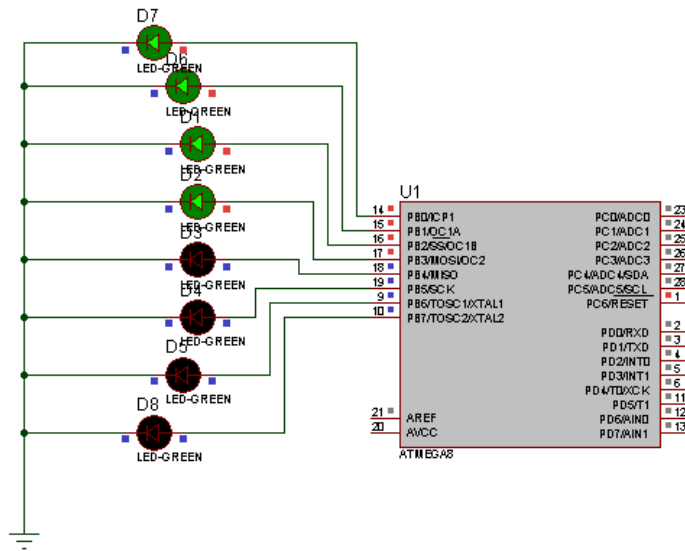 D7
LED-GREEN
D6
LED-GREEN
D1
LED-GREEN
D2
LED-GREEN
D3
LED-GREEN
D4
LED-GREEN
D5
LED-GREEN
D8
LED-GREEN
U1
14 PB0/ICP1 PC0/ADC0 23
15 PB1/OC1A PC1/ADC1 24
16 PB2/SS/OC1B PC2/ADC2 25
17 PB3/MOSI/OC2 PC3/ADC3 26
18 PB4/MISO PC4/ADC4/SDA 27
19 PB5/SCK PC5/ADC5/SCL 28
9 PB6/TOSC1/XTAL1 PC6/RESET 1
10 PB7/TOSC2/XTAL2
PD0/RXD 2
PD1/TXD 3
PD2/INT0 4
PD3/INT1 5
PD4/T0/XCK 6
PD5/T1 11
21 AREF PD6/AIN0 12
20 AVCC PD7/AIN1 13
ATMEGA8